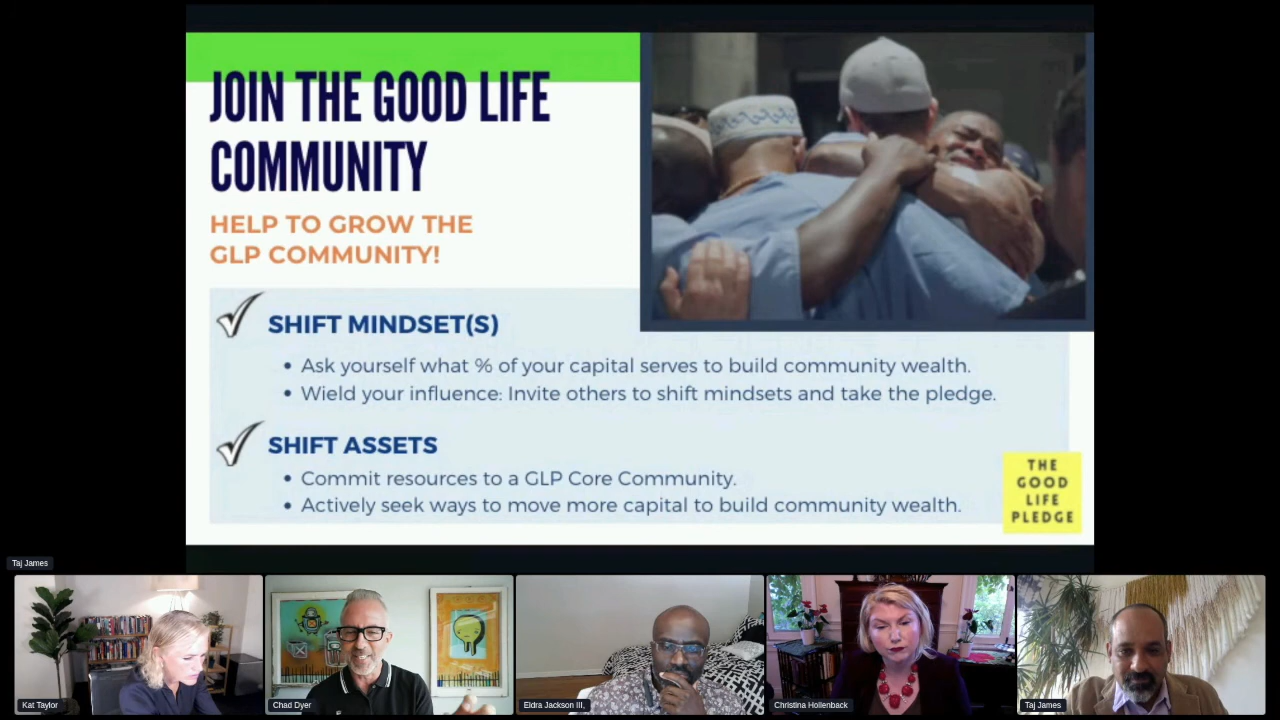 JOIN THE GOOD LIFE
COMMUNITY
HELP TO GROW THE
GLP COMMUNITY!
SHIFT MINDSET(S)
• Ask yourself what % of your capital serves to build community wealth.
• Wield your influence: Invite others to shift mindsets and take the pledge.
SHIFT ASSETS
• Commit resources to a GLP Core Community.
• Actively seek ways to move more capital to build community wealth.
THE
GOOD
LIFE
PLEDGE
Taj James
Kat Taylor
Chad Dyer
Eldra Jackson III,
Christina Hollenback
Taj James